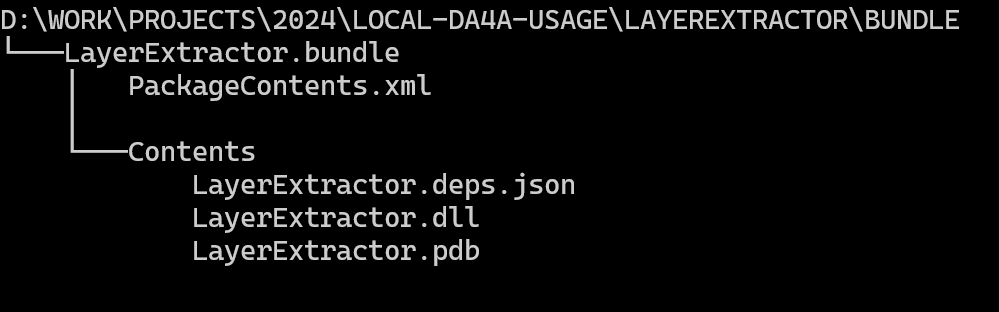 D:\WORK\PROJECTS\2024\LOCAL-DA4A-USAGE\LAYEREXTRACTOR\BUNDLE
└───LayerExtractor.bundle
    │   PackageContents.xml
    │
    └───Contents
            LayerExtractor.deps.json
            LayerExtractor.dll
            LayerExtractor.pdb